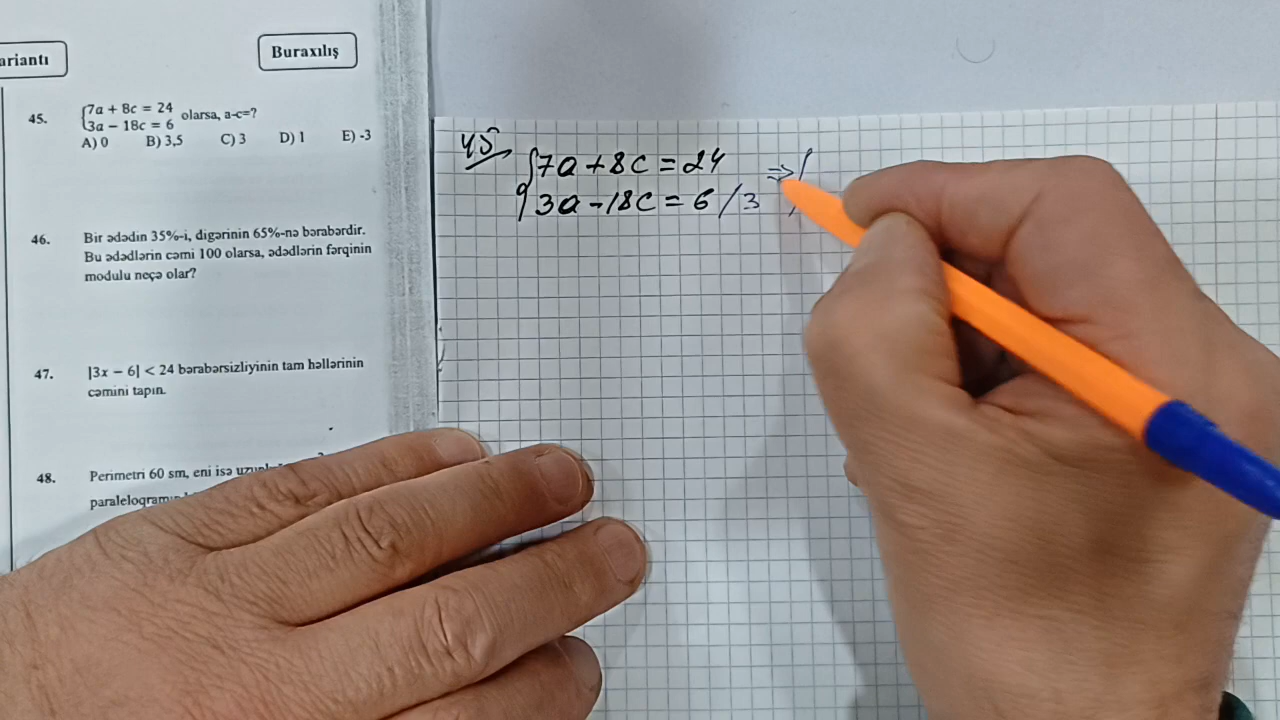 ariantı
Buraxılış
45. {7a + 8c = 24
3a − 18c = 6 olarsa, a-c=?
A) 0 B) 3,5 C) 3 D) 1 E) -3
46. Bir ədədin 35%-i, digərinin 65%-nə bərabərdir.
Bu ədədlərin cəmi 100 olarsa, ədədlərin fərqinin
modulu neçə olar?
47. |3x − 6| < 24 bərabərsizliyinin tam həllərinin
cəmini tapın.
48. Perimetri 60 sm, eni isə
45
{7a+8c=24 ⇒
3a-18c=6 /3